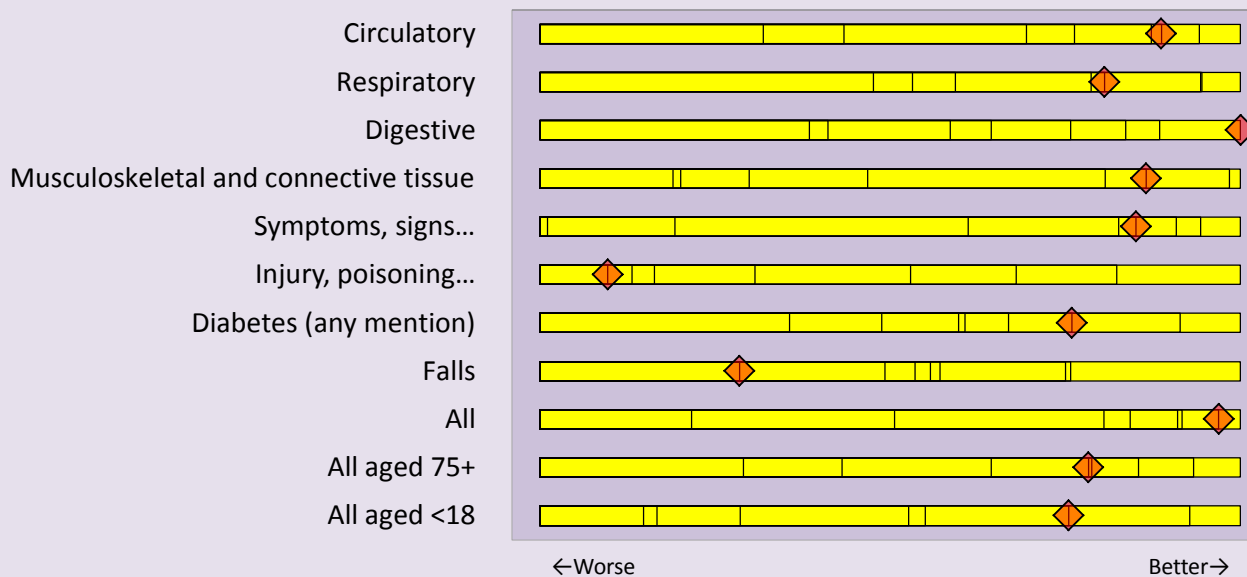 Circulatory
Respiratory
Digestive
Musculoskeletal and connective tissue
Symptoms, signs…
Injury, poisoning…
Diabetes (any mention)
Falls
All
All aged 75+
All aged <18
←Worse Better→